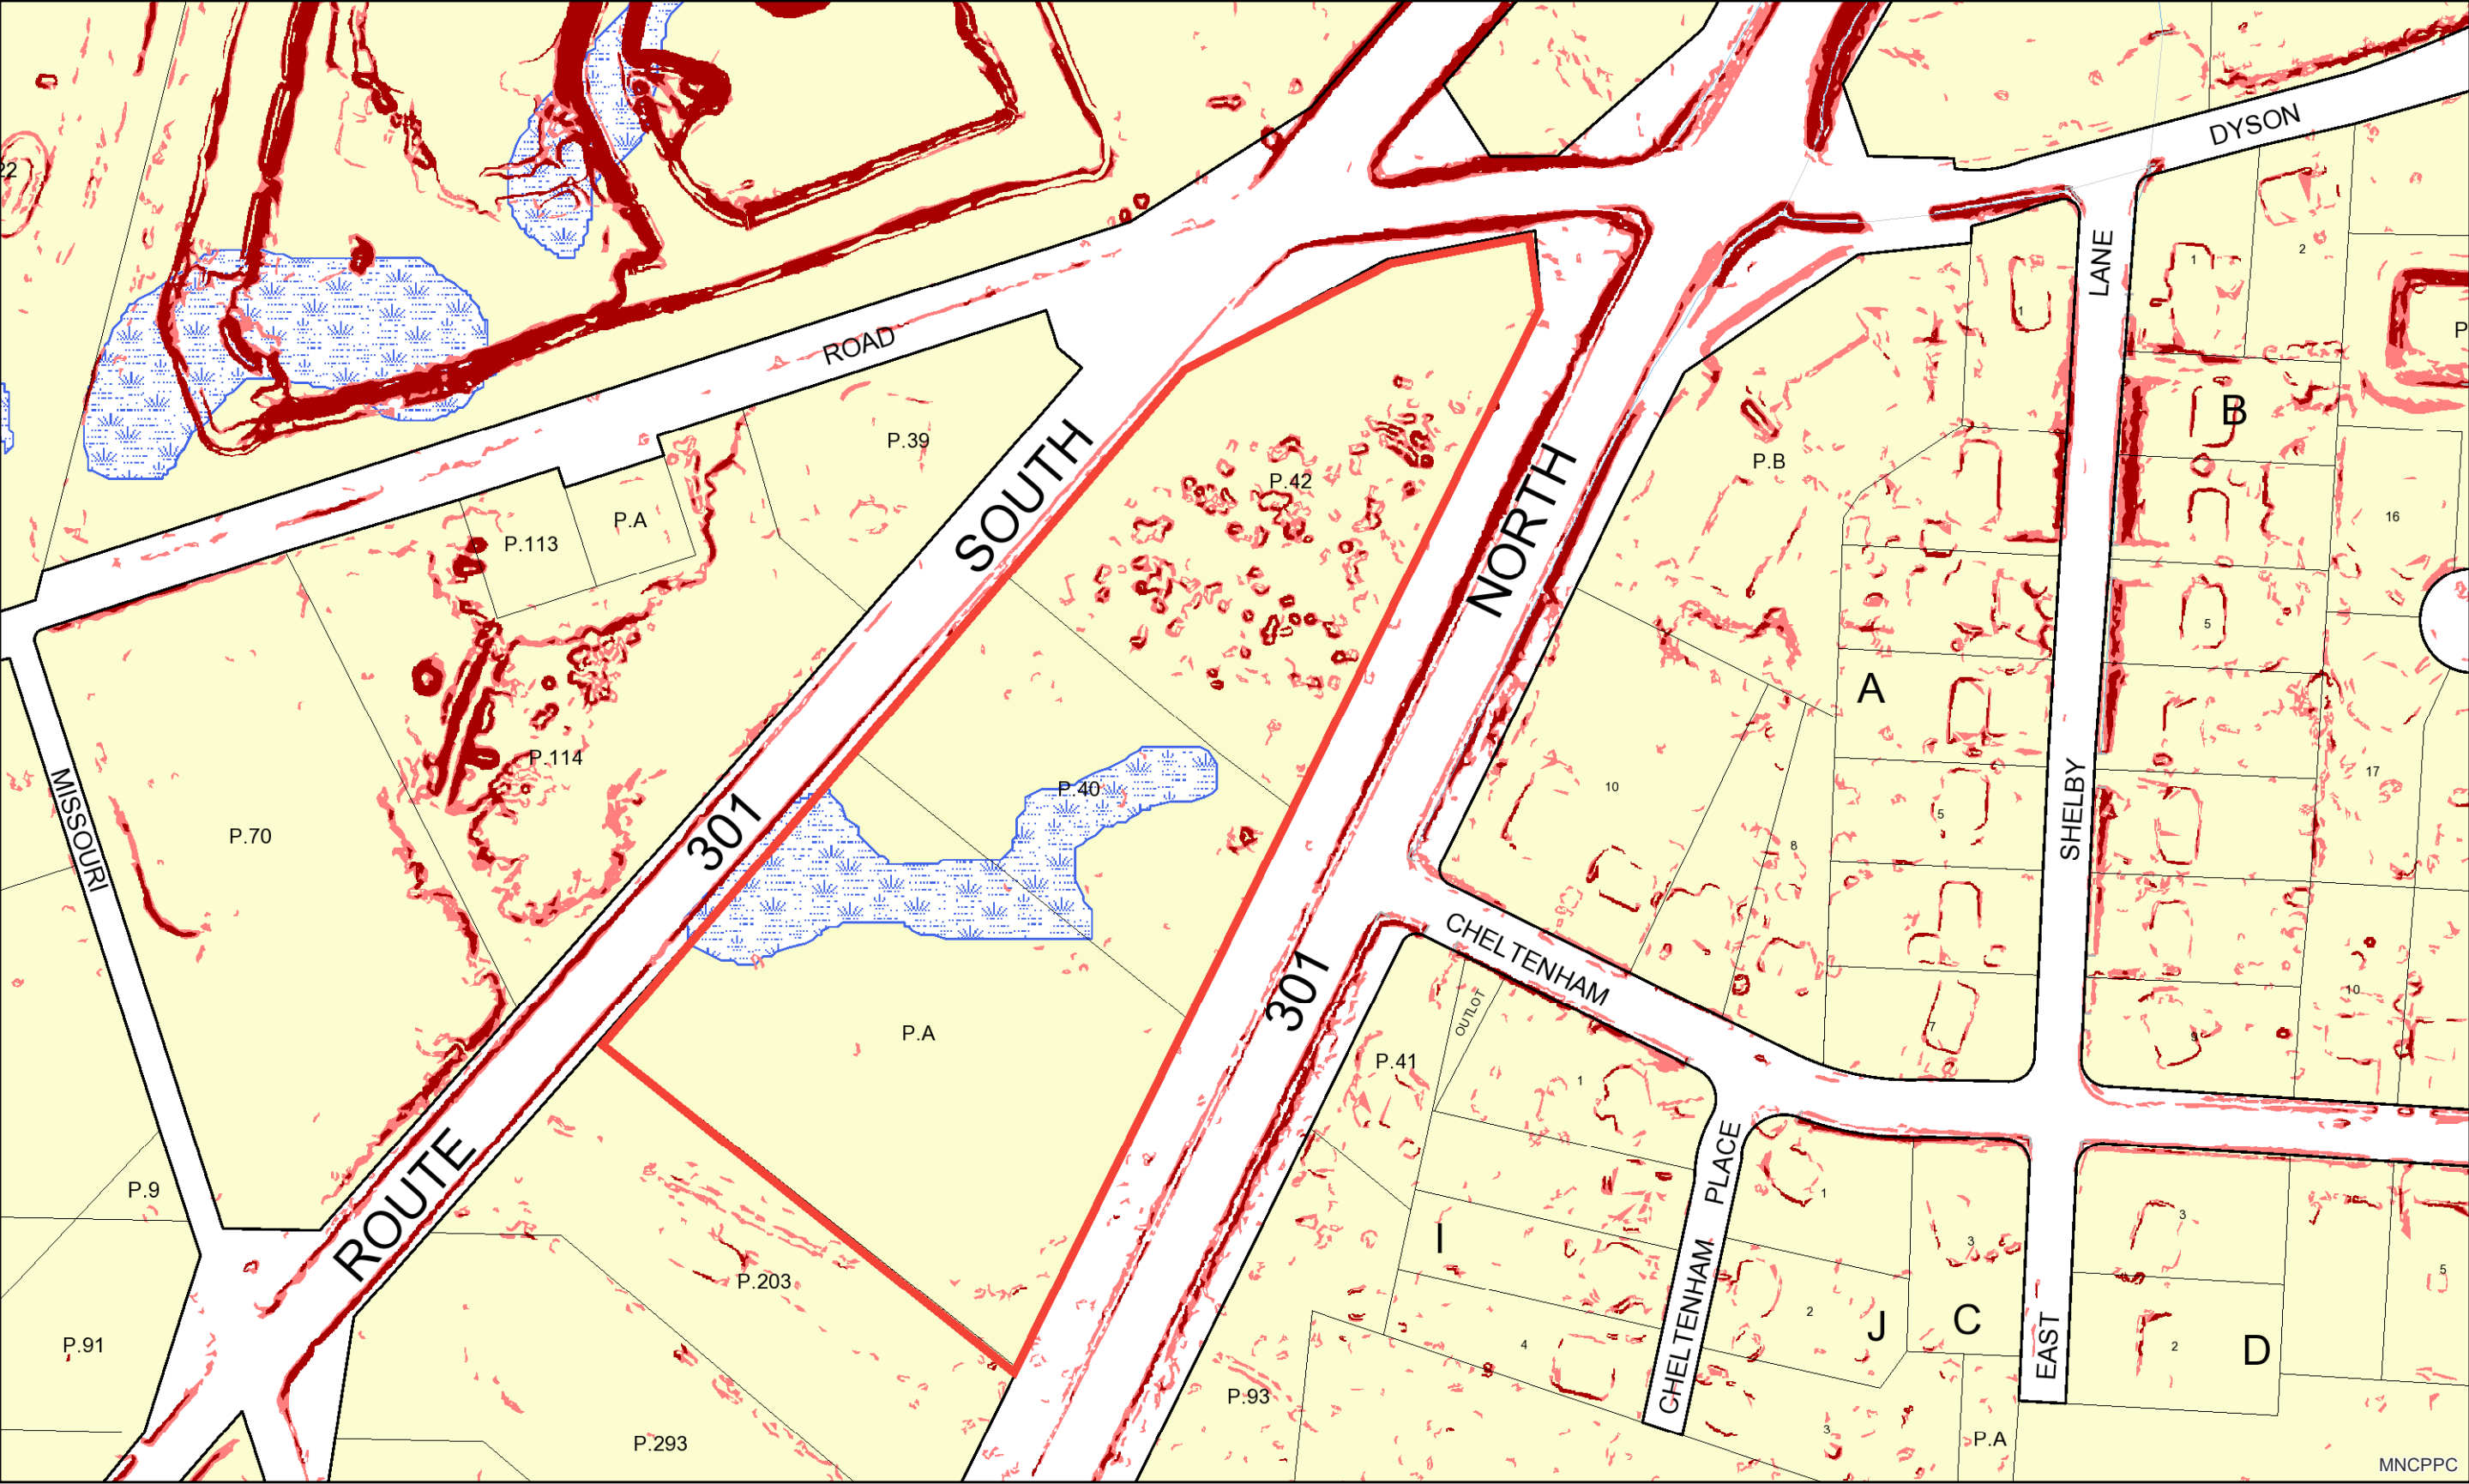 DYSON
22
LANE
1
2
1
P
ROAD
B
P.39
P.42
P.B
SOUTH
NORTH
P.A
16
P.113
5
A
P.114
P.40
10
17
MISSOURI
P.70
301
5
8
SHELBY
CHELTENHAM
P.A
301
OUTLOT
10
7
9
P.41
1
ROUTE
PLACE
P.9
1
3
3
I
P.203
5
2
J
C
D
P.91
4
2
EAST
CHELTENHAM
P.93
P.293
3
P.A
MNCPPC